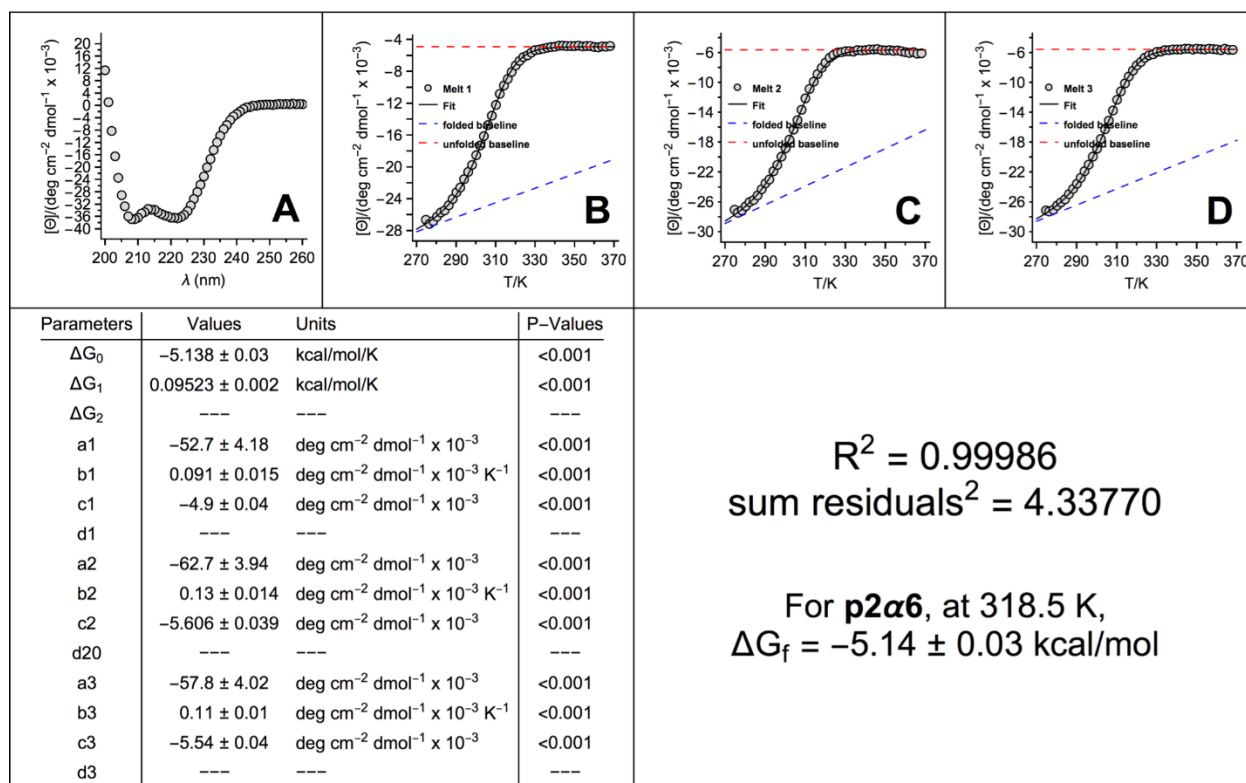 [Θ]/(deg cm⁻² dmol⁻¹ x 10⁻³)
20
16
12
8
4
0
−4
−8
−12
−16
−20
−24
−28
−32
−36
−40
200 210 220 230 240 250 260
λ (nm)
A
[Θ]/(deg cm⁻² dmol⁻¹ x 10⁻³)
−4
−8
−12
−16
−20
−24
−28
Melt 1
Fit
folded baseline
unfolded baseline
270 290 310 330 350 370
T/K
B
[Θ]/(deg cm⁻² dmol⁻¹ x 10⁻³)
−6
−10
−14
−18
−22
−26
−30
Melt 2
Fit
folded baseline
unfolded baseline
270 290 310 330 350 370
T/K
C
[Θ]/(deg cm⁻² dmol⁻¹ x 10⁻³)
−6
−10
−14
−18
−22
−26
−30
Melt 3
Fit
folded baseline
unfolded baseline
270 290 310 330 350 370
T/K
D
Parameters Values Units P−Values
ΔG₀ −5.138 ± 0.03 kcal/mol/K <0.001
ΔG₁ 0.09523 ± 0.002 kcal/mol/K <0.001
ΔG₂ −−− −−− −−−
a1 −52.7 ± 4.18 deg cm⁻² dmol⁻¹ x 10⁻³ <0.001
b1 0.091 ± 0.015 deg cm⁻² dmol⁻¹ x 10⁻³ K⁻¹ <0.001
c1 −4.9 ± 0.04 deg cm⁻² dmol⁻¹ x 10⁻³ <0.001
d1 −−− −−− −−−
a2 −62.7 ± 3.94 deg cm⁻² dmol⁻¹ x 10⁻³ <0.001
b2 0.13 ± 0.014 deg cm⁻² dmol⁻¹ x 10⁻³ K⁻¹ <0.001
c2 −5.606 ± 0.039 deg cm⁻² dmol⁻¹ x 10⁻³ <0.001
d20 −−− −−− −−−
a3 −57.8 ± 4.02 deg cm⁻² dmol⁻¹ x 10⁻³ <0.001
b3 0.11 ± 0.01 deg cm⁻² dmol⁻¹ x 10⁻³ K⁻¹ <0.001
c3 −5.54 ± 0.04 deg cm⁻² dmol⁻¹ x 10⁻³ <0.001
d3 −−− −−− −−−
R² = 0.99986
sum residuals² = 4.33770
For p2α6, at 318.5 K,
ΔG_f = −5.14 ± 0.03 kcal/mol